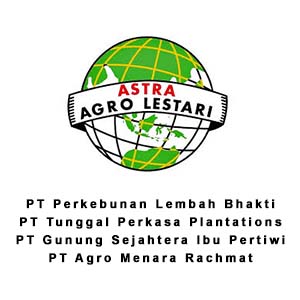 ASTRA
AGRO LESTARI
PT Perkebunan Lembah Bhakti
PT Tunggal Perkasa Plantations
PT Gunung Sejahtera Ibu Pertiwi
PT Agro Menara Rachmat